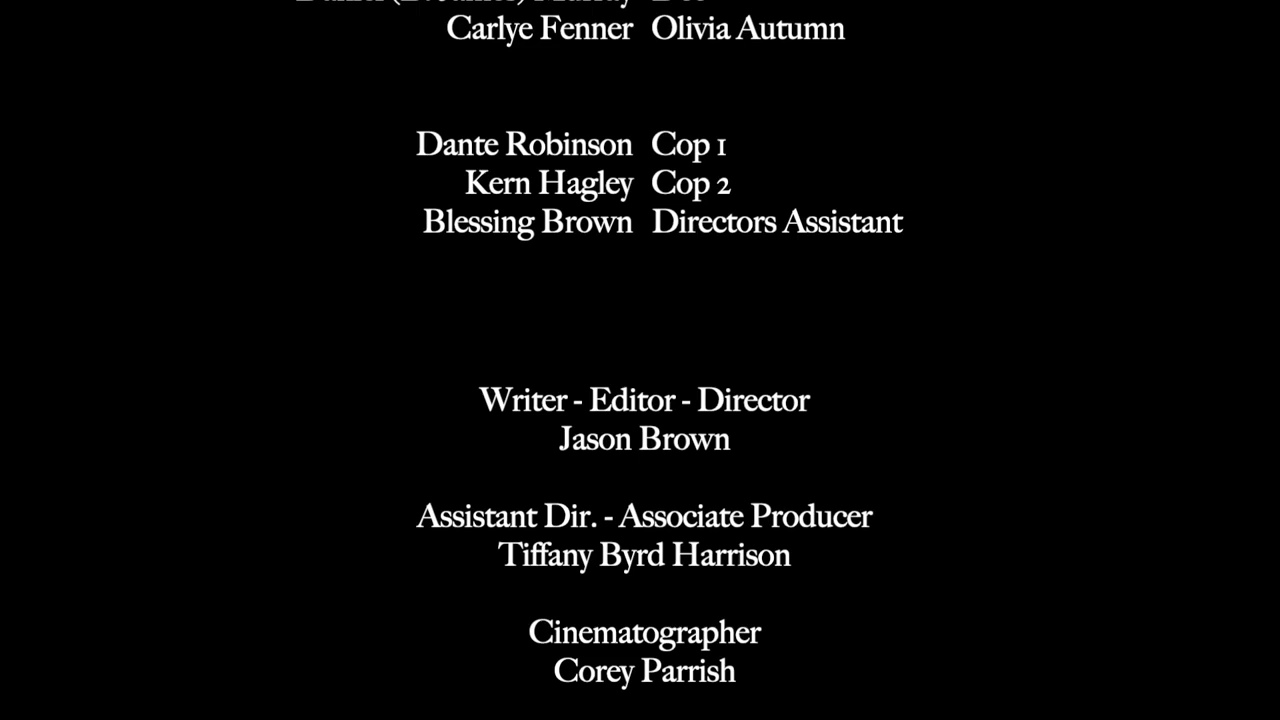 Carlye Fenner Olivia Autumn
Dante Robinson Cop 1
Kern Hagley Cop 2
Blessing Brown Directors Assistant
Writer - Editor - Director
Jason Brown
Assistant Dir. - Associate Producer
Tiffany Byrd Harrison
Cinematographer
Corey Parrish